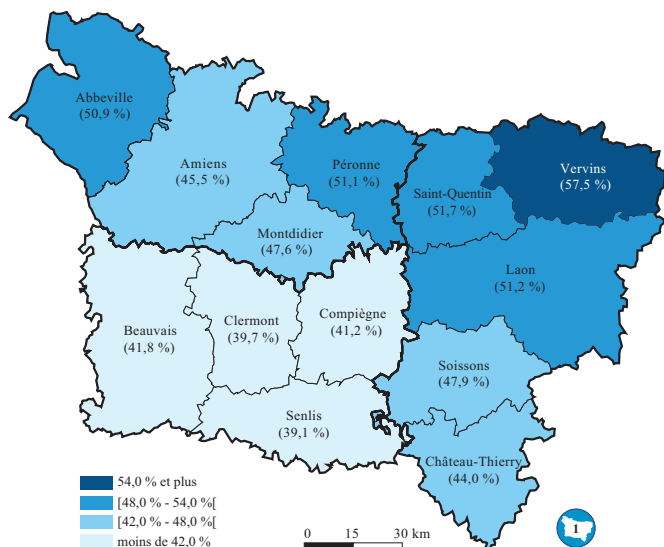 Abbeville
(50,9 %)
Amiens
(45,5 %)
Péronne
(51,1 %)
Saint-Quentin
(51,7 %)
Vervins
(57,5 %)
Montdidier
(47,6 %)
Laon
(51,2 %)
Beauvais
(41,8 %)
Clermont
(39,7 %)
Compiègne
(41,2 %)
Soissons
(47,9 %)
Senlis
(39,1 %)
Château-Thierry
(44,0 %)
54,0 % et plus
[48,0 % - 54,0 %[
[42,0 % - 48,0 %[
moins de 42,0 %
0 15 30 km
1